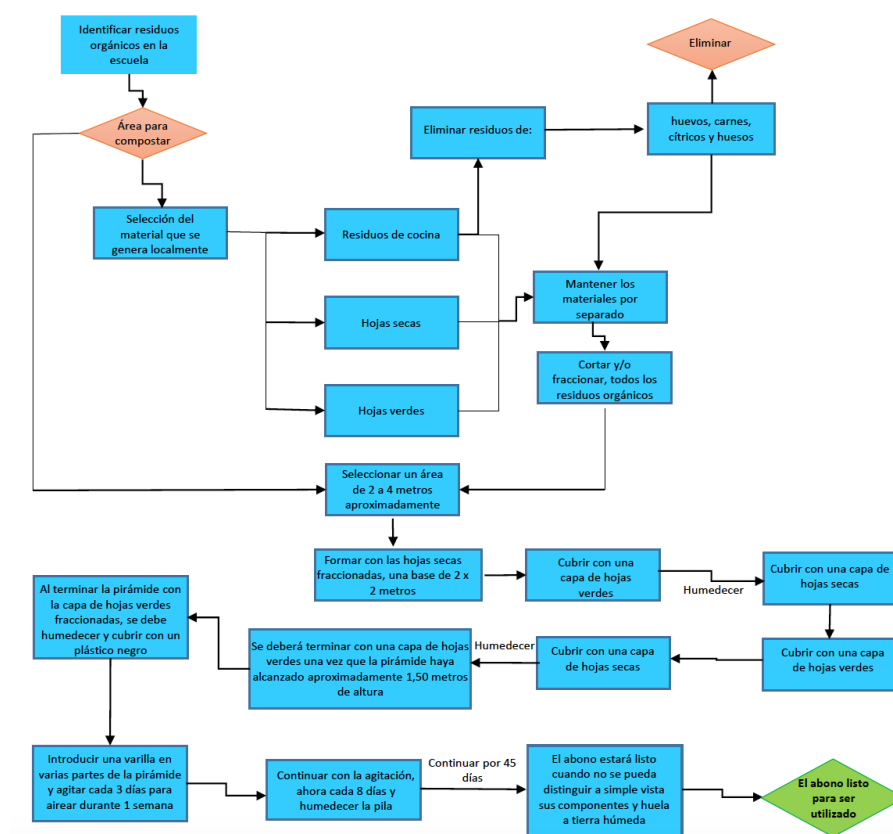 Identificar residuos
orgánicos en la
escuela
Eliminar
Área para
compostar
Eliminar residuos de:
huevos, carnes,
cítricos y huesos
Selección del
material que se
genera localmente
Residuos de cocina
Mantener los
materiales por
separado
Hojas secas
Cortar y/o
fraccionar, todos los
residuos orgánicos
Hojas verdes
Seleccionar un área
de 2 a 4 metros
aproximadamente
Formar con las hojas secas
fraccionadas, una base de 2 x
2 metros
Cubrir con una
capa de hojas
verdes
Humedecer
Cubrir con una capa de
hojas secas
Cubrir con una capa
de hojas verdes
Cubrir con una capa
de hojas secas
Humedecer
Se deberá terminar con una capa de hojas
verdes una vez que la pirámide haya
alcanzado aproximadamente 1,50 metros
de altura
Al terminar la pirámide con
la capa de hojas verdes
fraccionadas, se debe
humedecer y cubrir con un
plástico negro
Introducir una varilla en
varias partes de la pirámide
y agitar cada 3 días para
airear durante 1 semana
Continuar con la agitación,
ahora cada 8 días y
humedecer la pila
Continuar por 45
días
El abono estará listo
cuando no se pueda
distinguir a simple vista
sus componentes y huela
a tierra húmeda
El abono listo
para ser
utilizado